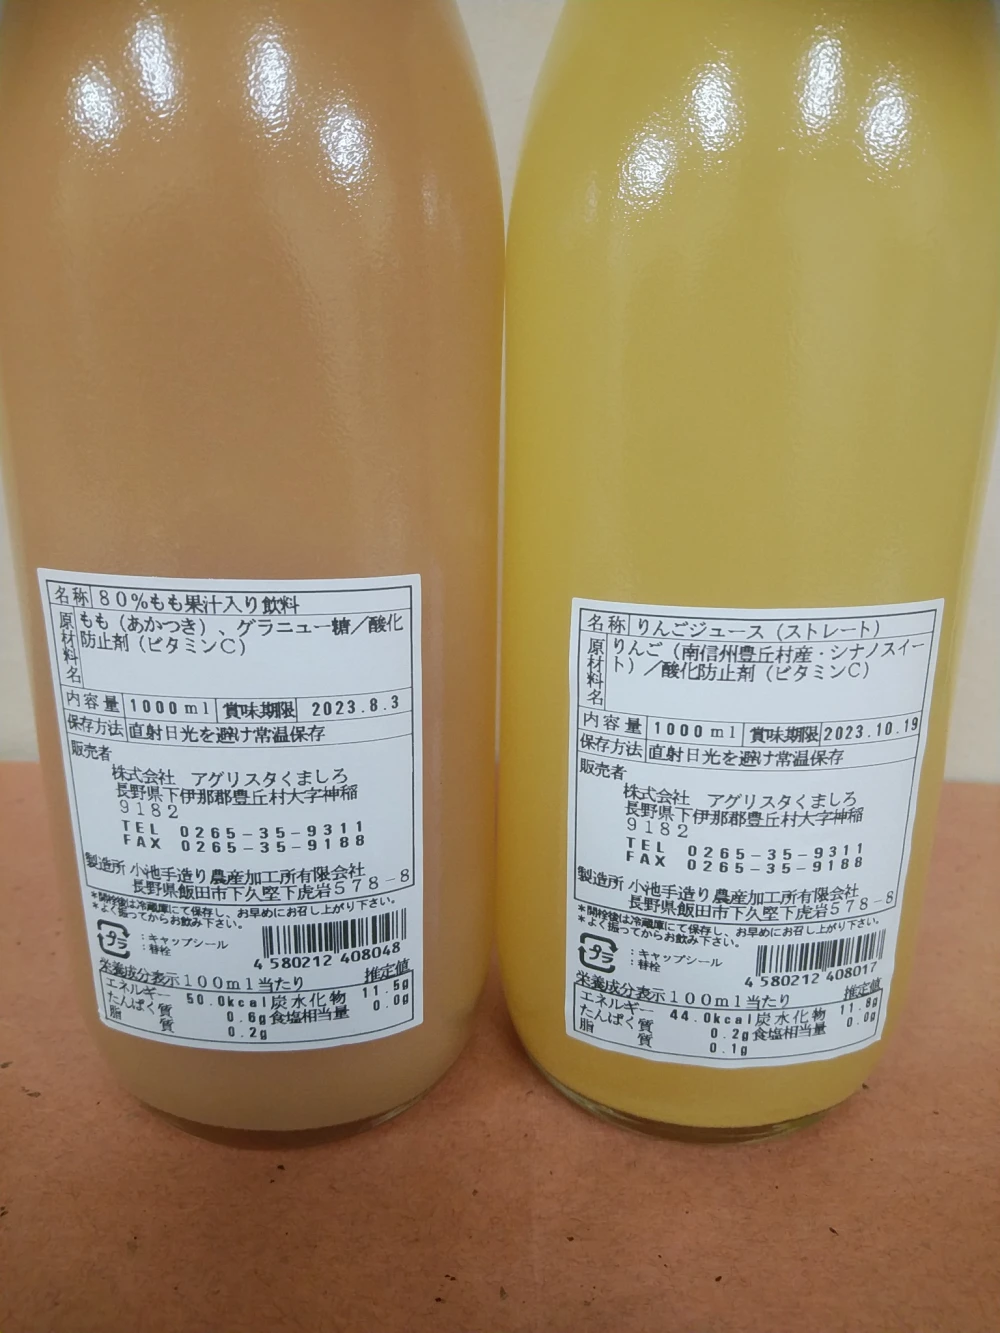 名称 80%もも果汁入り飲料
原材料名 もも（あかつき）、グラニュー糖／酸化
防止剤（ビタミンC）
内容量 1000ml 賞味期限 2023.8.3
保存方法 直射日光を避け常温保存
販売者
株式会社 アグリスタくましろ
長野県下伊那郡豊丘村大字神稲
9182
TEL 0265-35-9311
FAX 0265-35-9188
製造所 小池手造り農産加工所有限会社
長野県飯田市下久堅下虎岩578-8
*開栓後は冷蔵庫にて保存し、お早めにお召し上がり下さい。
*よく振ってからお飲み下さい。
プラ :キャップシール
:替栓
4 580212 408048
栄養成分表示100ml当たり 推定値
エネルギー 50.0kcal 炭水化物 11.5g
たんぱく質 0.6g 食塩相当量 0.0g
脂質 0.2g
名称 りんごジュース（ストレート）
原材料名 りんご（南信州豊丘村産・シナノスイー
ト）／酸化防止剤（ビタミンC）
内容量 1000ml 賞味期限 2023.10.19
保存方法 直射日光を避け常温保存
販売者
株式会社 アグリスタくましろ
長野県下伊那郡豊丘村大字神稲
9182
TEL 0265-35-9311
FAX 0265-35-9188
製造所 小池手造り農産加工所有限会社
長野県飯田市下久堅下虎岩578-8
*開栓後は冷蔵庫にて保存し、お早めにお召し上がり下さい。
*よく振ってからお飲み下さい。
プラ :キャップシール
:替栓
4 580212 408017
栄養成分表示100ml当たり 推定値
エネルギー 44.0kcal 炭水化物 11.8g
たんぱく質 0.2g 食塩相当量 0.0g
脂質 0.1g